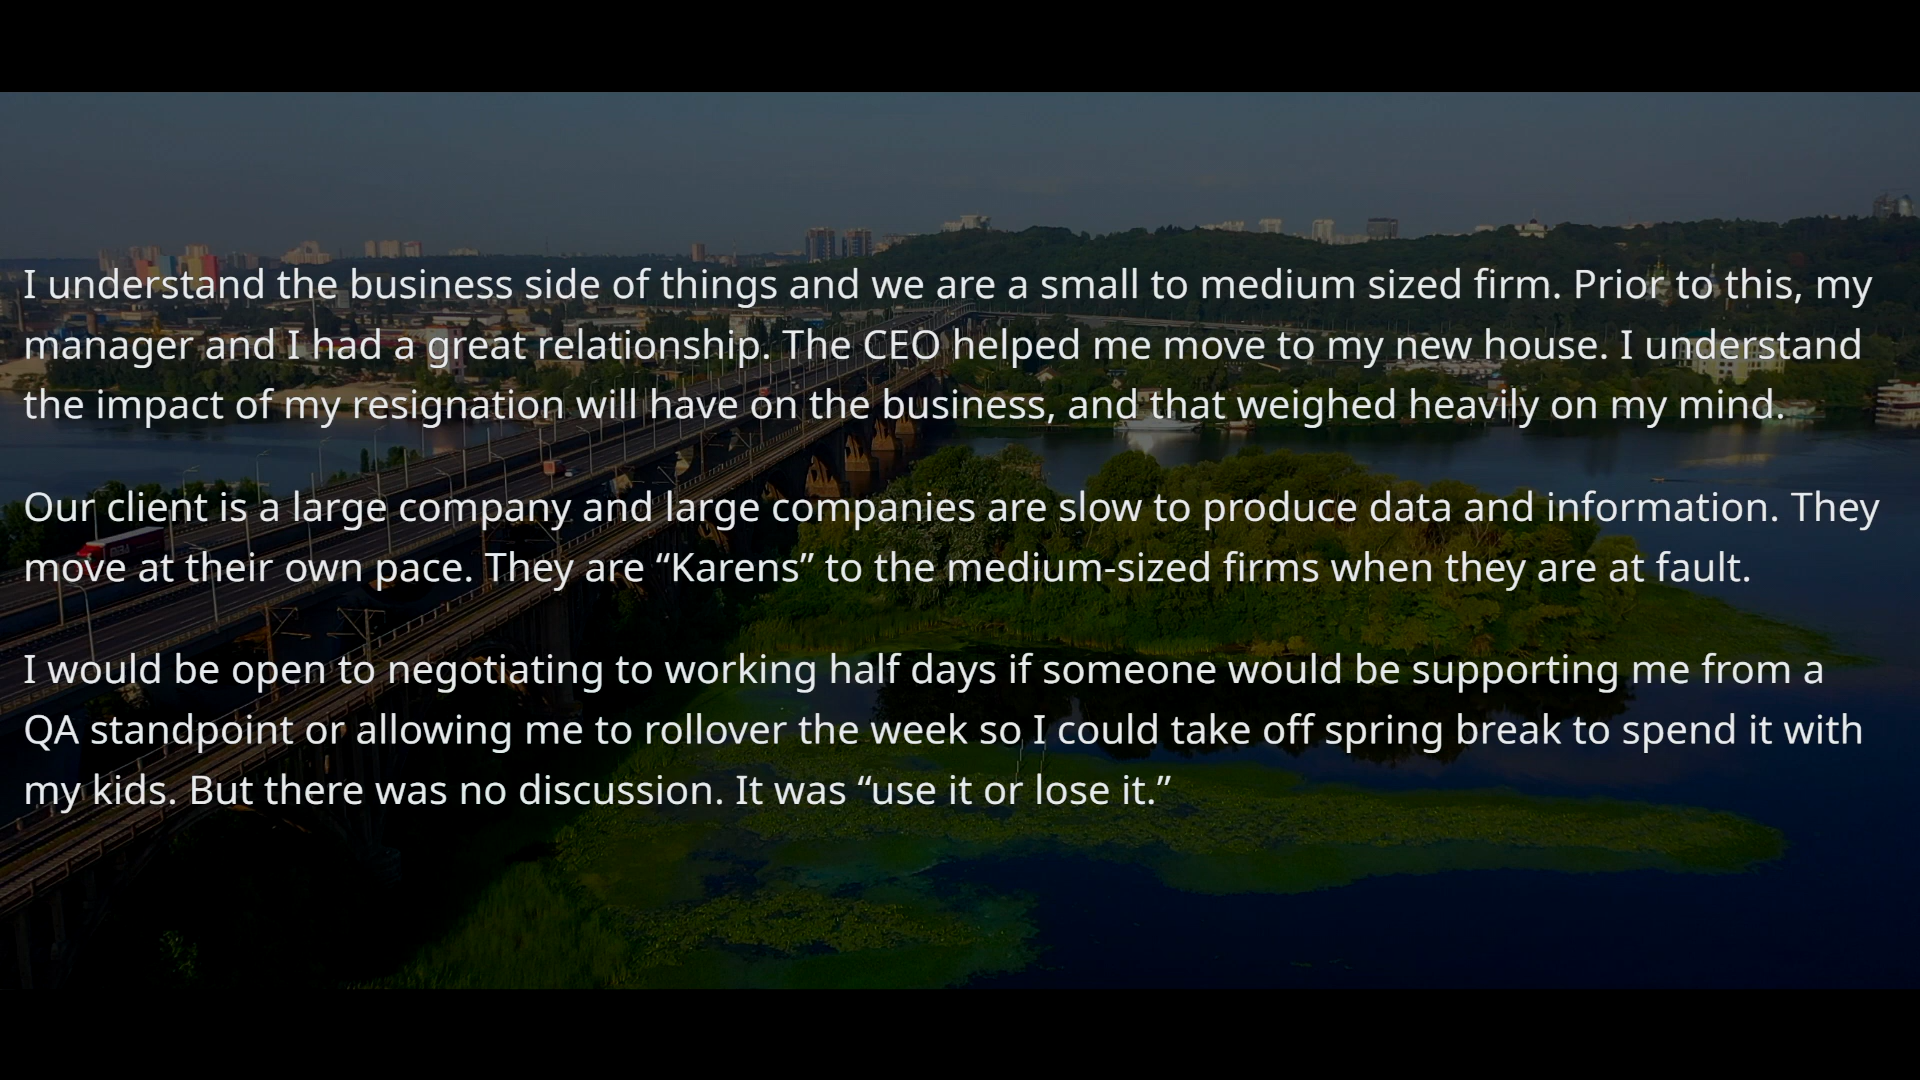 I understand the business side of things and we are a small to medium sized firm. Prior to this, my
manager and I had a great relationship. The CEO helped me move to my new house. I understand
the impact of my resignation will have on the business, and that weighed heavily on my mind.
Our client is a large company and large companies are slow to produce data and information. They
move at their own pace. They are “Karens” to the medium-sized firms when they are at fault.
I would be open to negotiating to working half days if someone would be supporting me from a
QA standpoint or allowing me to rollover the week so I could take off spring break to spend it with
my kids. But there was no discussion. It was “use it or lose it.”